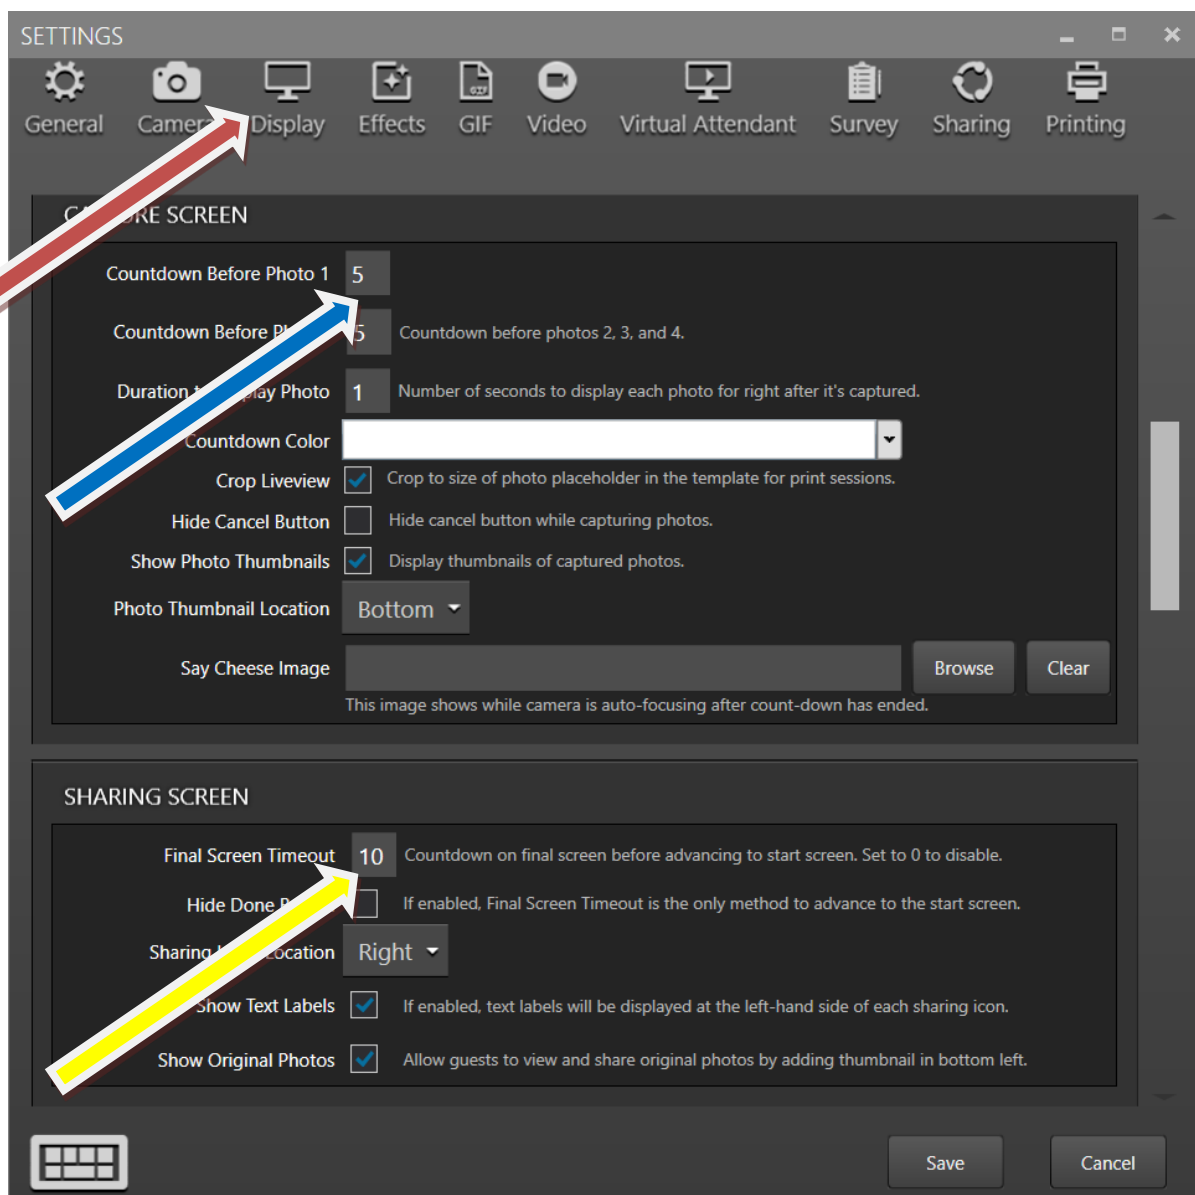 SETTINGS
General Camera Display Effects GIF Video Virtual Attendant Survey Sharing Printing
SCREEN
Countdown Before Photo 1 5
Countdown Before 5 Countdown before photos 2, 3, and 4.
Duration Photo 1 Number of seconds to display each photo for right after it's captured.
Countdown Color
Crop Liveview Crop to size of photo placeholder in the template for print sessions.
Hide Cancel Button Hide cancel button while capturing photos.
Show Photo Thumbnails Display thumbnails of captured photos.
Photo Thumbnail Location Bottom
Say Cheese Image Browse Clear
This image shows while camera is auto-focusing after count-down has ended.
SHARING SCREEN
Final Screen Timeout 10 Countdown on final screen before advancing to start screen. Set to 0 to disable.
Hide Done If enabled, Final Screen Timeout is the only method to advance to the start screen.
Sharing Location Right
Show Text Labels If enabled, text labels will be displayed at the left-hand side of each sharing icon.
Show Original Photos Allow guests to view and share original photos by adding thumbnail in bottom left.
Save Cancel